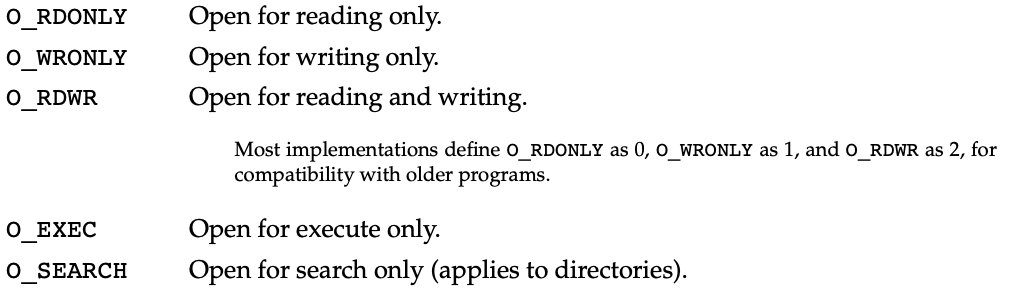 O_RDONLY Open for reading only.
O_WRONLY Open for writing only.
O_RDWR Open for reading and writing.
Most implementations define O_RDONLY as 0, O_WRONLY as 1, and O_RDWR as 2, for
compatibility with older programs.
O_EXEC Open for execute only.
O_SEARCH Open for search only (applies to directories).